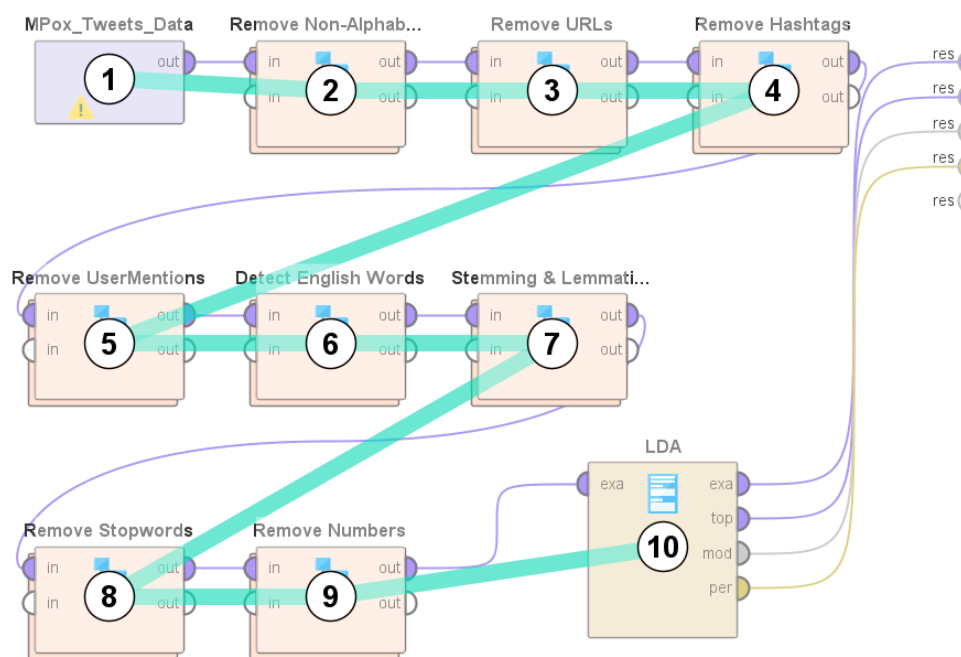 MPox_Tweets_Data
Remove Non-Alphab...
Remove URLs
Remove Hashtags
out
in
out
in
out
in
out
res
1
in
2
out
in
3
out
in
4
out
res
res
res
res
Remove UserMentions
Detect English Words
Stemming & Lemmati...
in
out
in
out
in
out
in
5
out
in
6
out
in
7
out
LDA
exa
exa
top
Remove Stopwords
Remove Numbers
10
mod
in
out
in
out
per
in
8
out
in
9
out